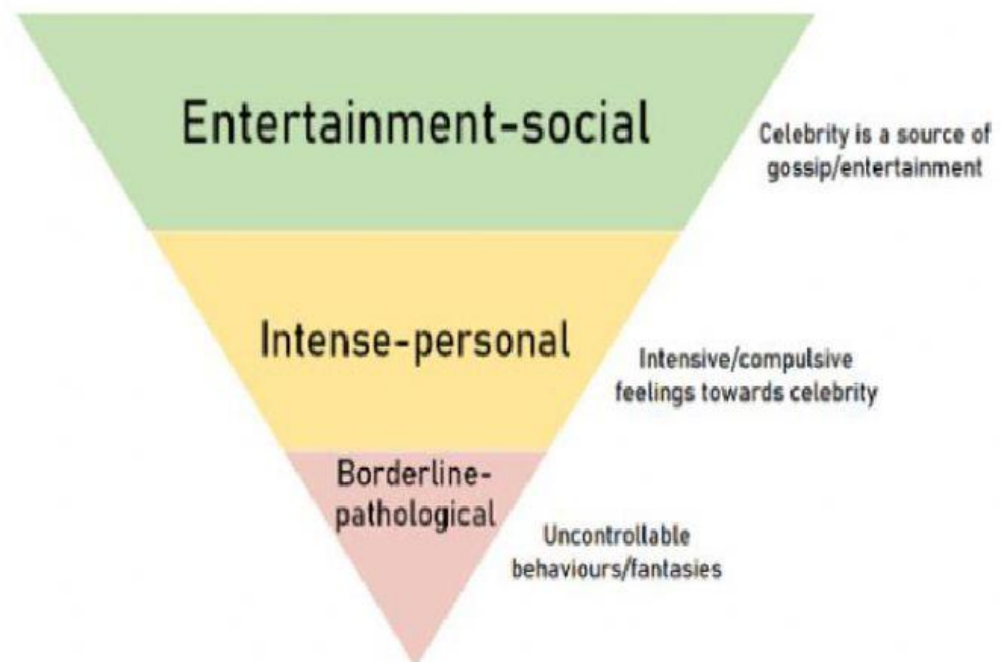 Entertainment-social
Celebrity is a source of
gossip/entertainment
Intense-personal
Intensive/compulsive
feelings towards celebrity
Borderline-
pathological
Uncontrollable
behaviours/fantasies